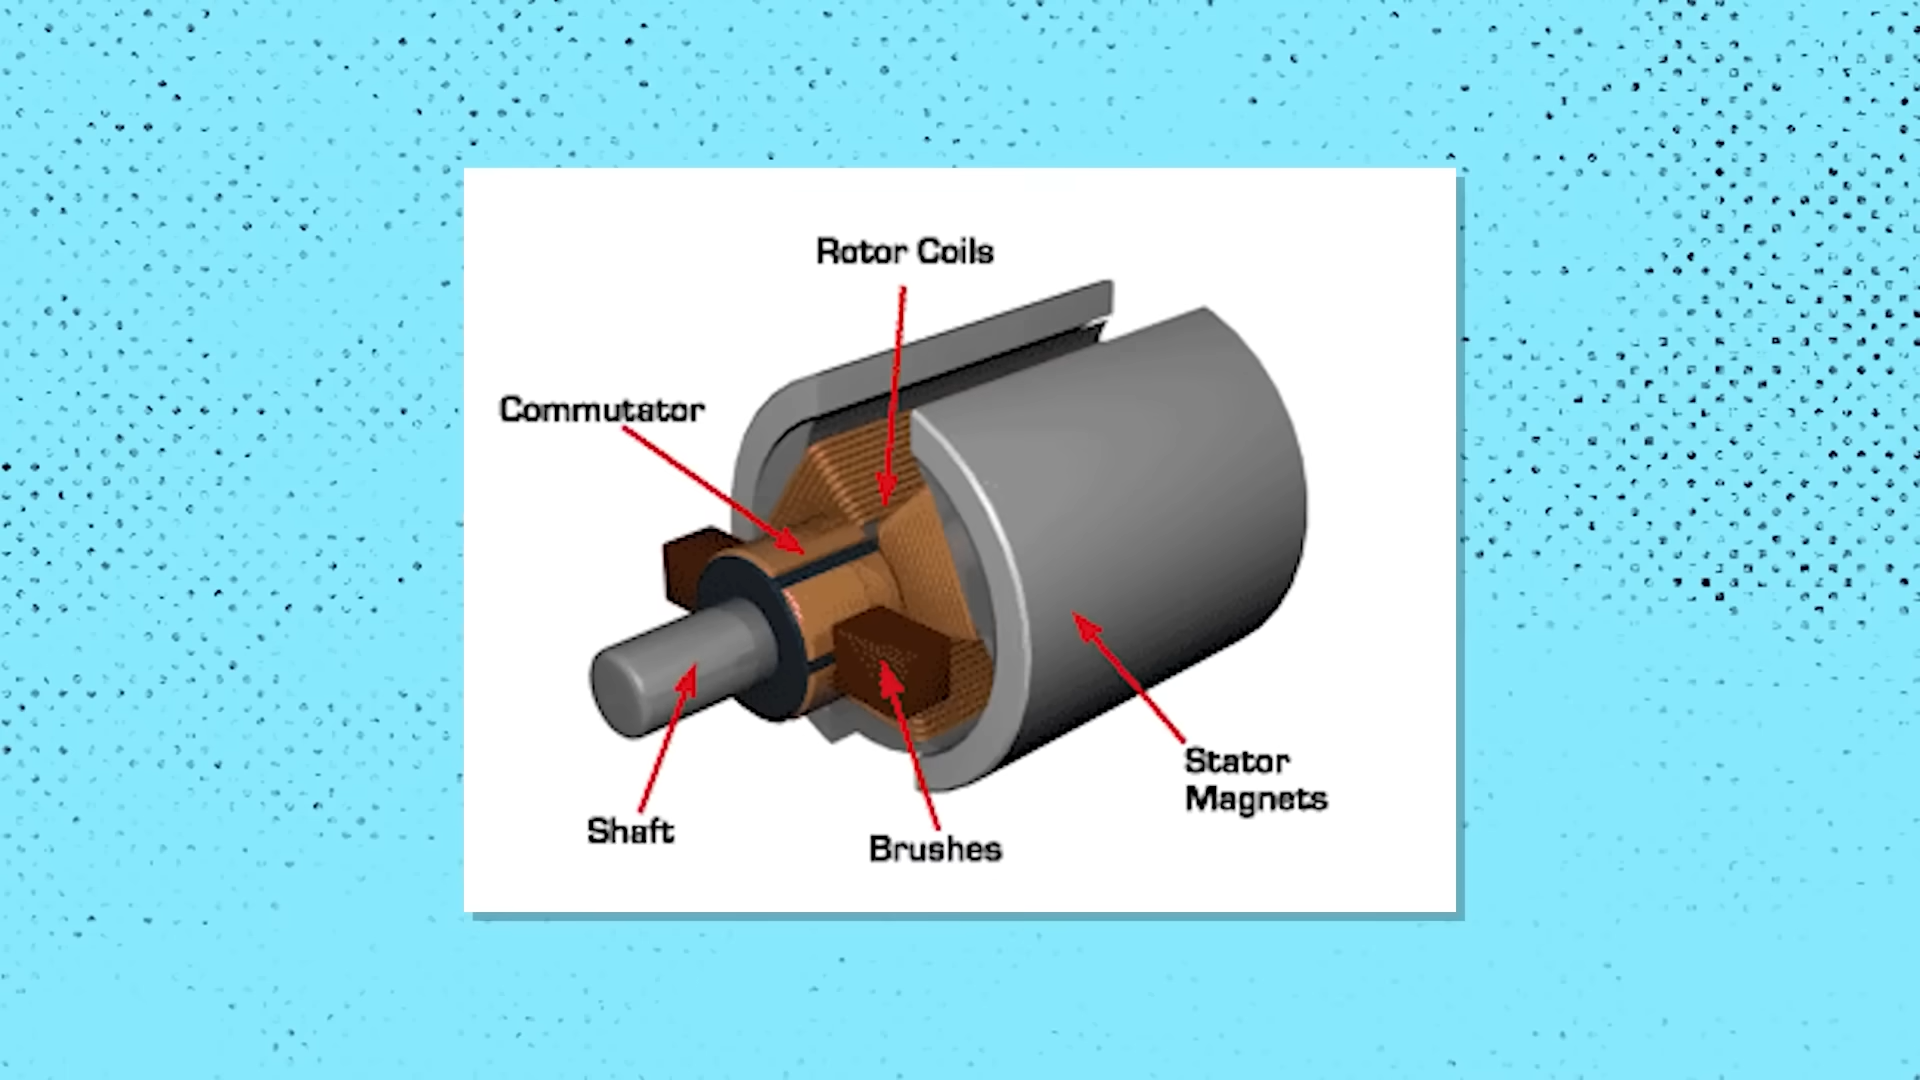 Rotor Coils
Commutator
Stator
Magnets
Shaft
Brushes